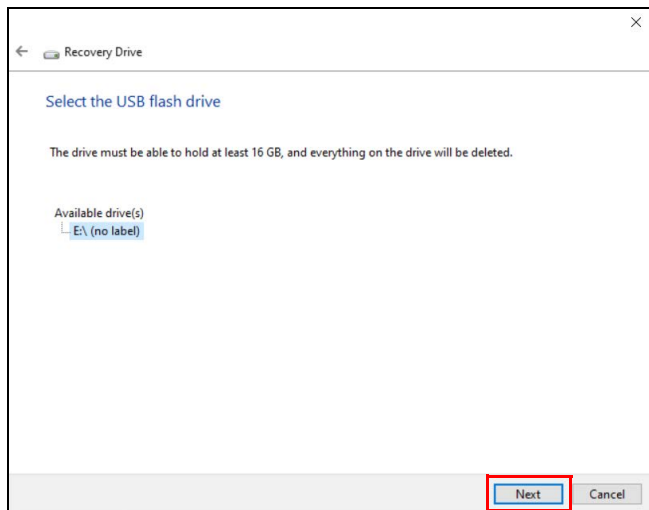 Recovery Drive
Select the USB flash drive
The drive must be able to hold at least 16 GB, and everything on the drive will be deleted.
Available drive(s)
E:\ (no label)
Next Cancel